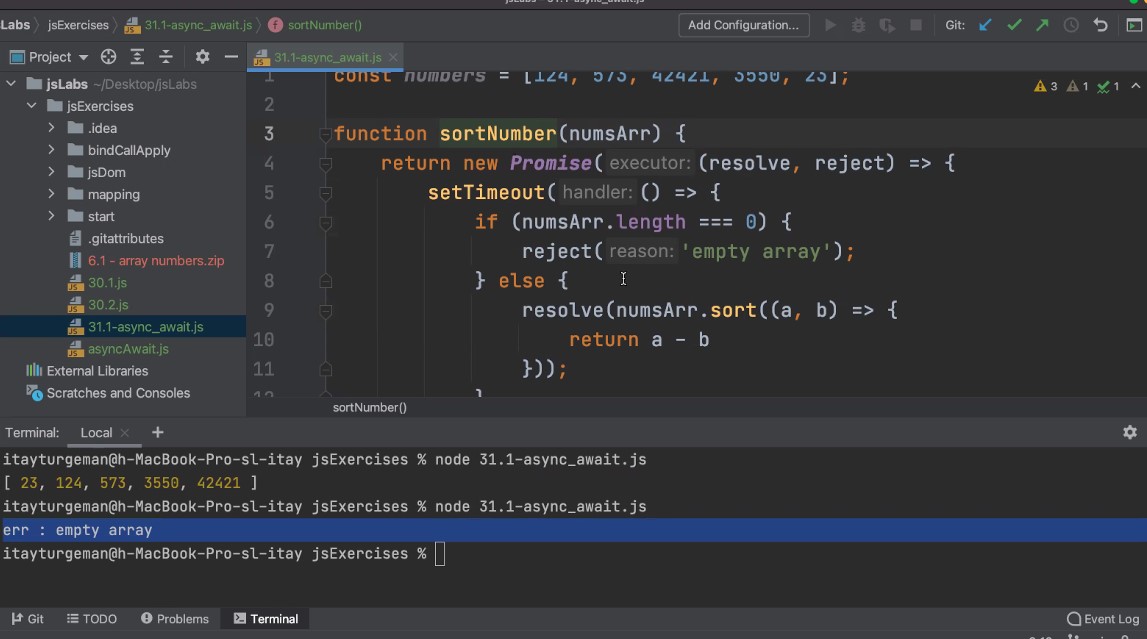 Labs jsExercises 31.1-async_await.js sortNumber() Add Configuration... Git:
Project 31.1-async_await.js
jsLabs ~/Desktop/jsLabs
jsExercises
.idea
bindCallApply
jsDom
mapping
start
.gitattributes
6.1 - array numbers.zip
30.1.js
30.2.js
31.1-async_await.js
asyncAwait.js
External Libraries
Scratches and Consoles
3 1 1
1 const numbers = [124, 573, 42421, 3550, 23];
2
3 function sortNumber(numsArr) {
4 return new Promise( executor: (resolve, reject) => {
5 setTimeout( handler: () => {
6 if (numsArr.length === 0) {
7 reject( reason: 'empty array');
8 } else {
9 resolve(numsArr.sort((a, b) => {
10 return a - b
11 }));
12 }
sortNumber()
Terminal: Local
itayturgeman@h-MacBook-Pro-sl-itay jsExercises % node 31.1-async_await.js
[ 23, 124, 573, 3550, 42421 ]
itayturgeman@h-MacBook-Pro-sl-itay jsExercises % node 31.1-async_await.js
err : empty array
itayturgeman@h-MacBook-Pro-sl-itay jsExercises %
Git TODO Problems Terminal Event Log